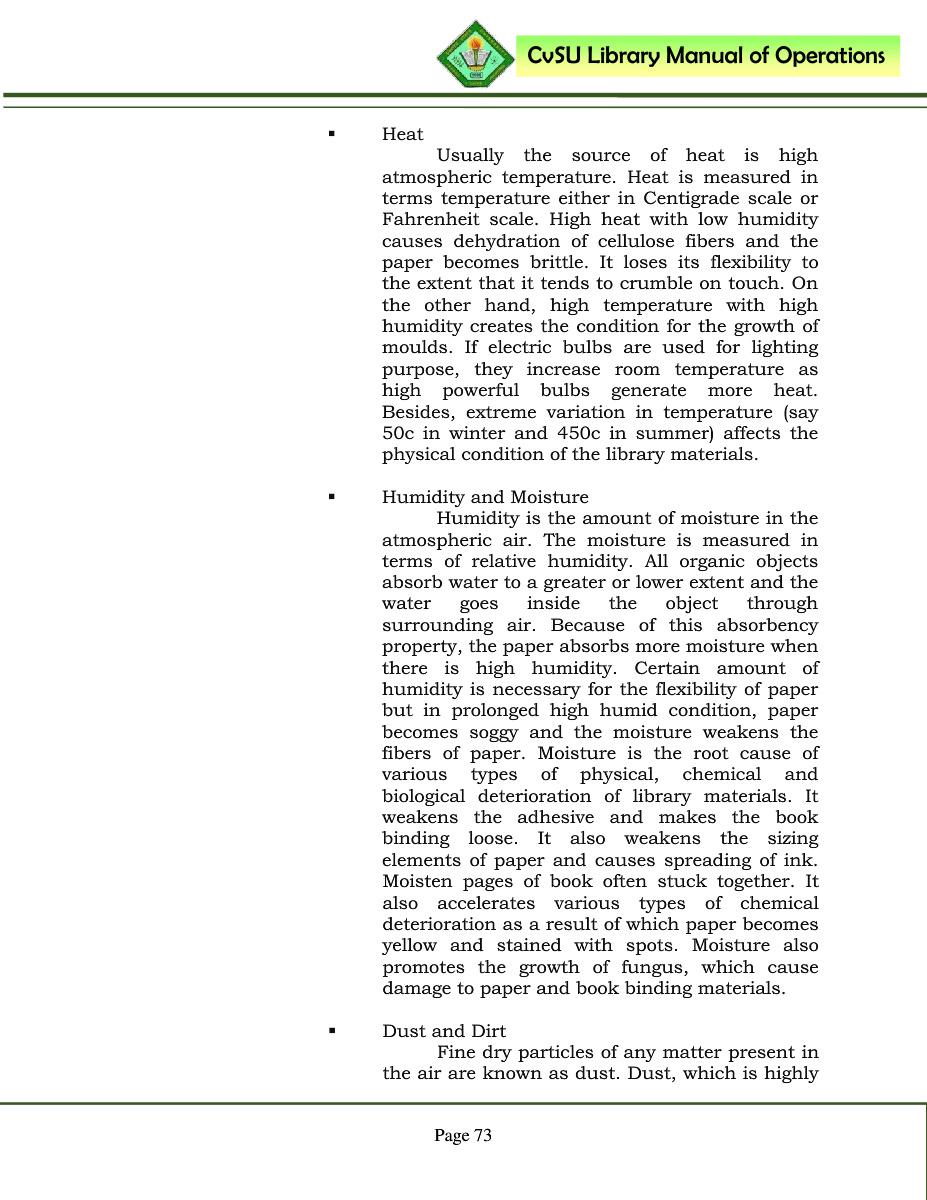 CvSU Library Manual of Operations
▪ Heat
Usually the source of heat is high
atmospheric temperature. Heat is measured in
terms temperature either in Centigrade scale or
Fahrenheit scale. High heat with low humidity
causes dehydration of cellulose fibers and the
paper becomes brittle. It loses its flexibility to
the extent that it tends to crumble on touch. On
the other hand, high temperature with high
humidity creates the condition for the growth of
moulds. If electric bulbs are used for lighting
purpose, they increase room temperature as
high powerful bulbs generate more heat.
Besides, extreme variation in temperature (say
50c in winter and 450c in summer) affects the
physical condition of the library materials.
▪ Humidity and Moisture
Humidity is the amount of moisture in the
atmospheric air. The moisture is measured in
terms of relative humidity. All organic objects
absorb water to a greater or lower extent and the
water goes inside the object through
surrounding air. Because of this absorbency
property, the paper absorbs more moisture when
there is high humidity. Certain amount of
humidity is necessary for the flexibility of paper
but in prolonged high humid condition, paper
becomes soggy and the moisture weakens the
fibers of paper. Moisture is the root cause of
various types of physical, chemical and
biological deterioration of library materials. It
weakens the adhesive and makes the book
binding loose. It also weakens the sizing
elements of paper and causes spreading of ink.
Moisten pages of book often stuck together. It
also accelerates various types of chemical
deterioration as a result of which paper becomes
yellow and stained with spots. Moisture also
promotes the growth of fungus, which cause
damage to paper and book binding materials.
▪ Dust and Dirt
Fine dry particles of any matter present in
the air are known as dust. Dust, which is highly
Page 73